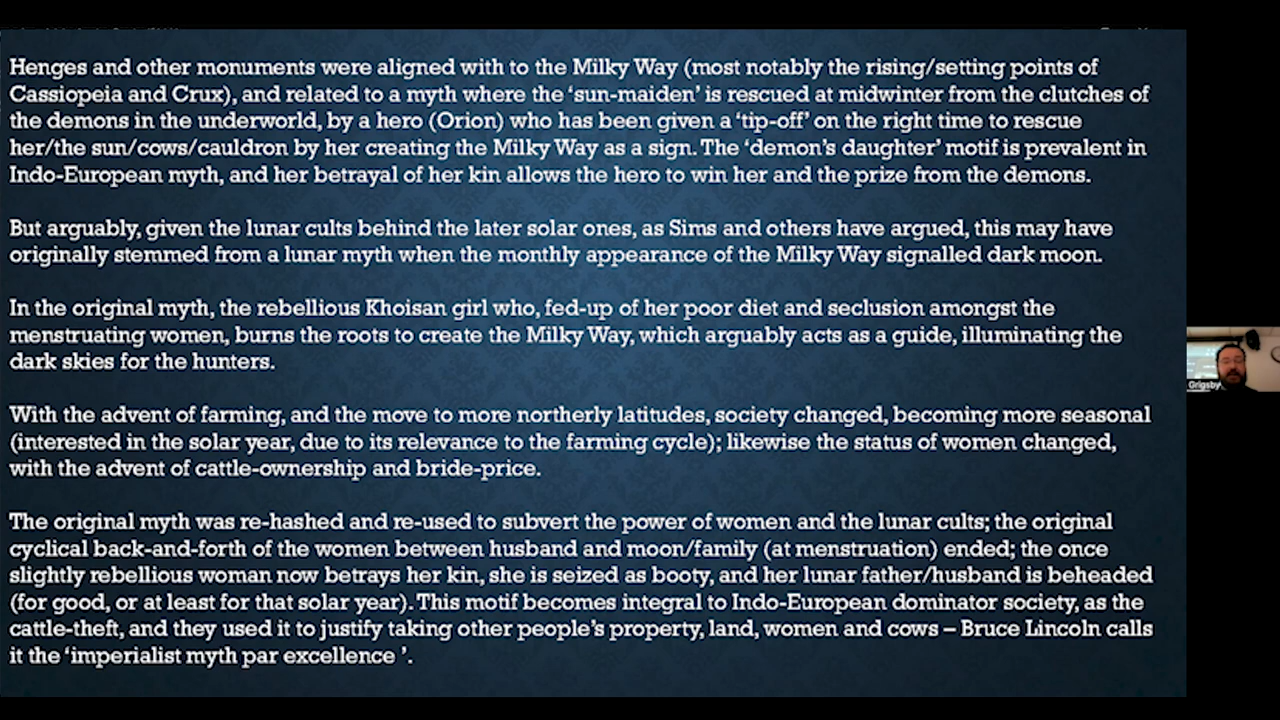 Henges and other monuments were aligned with to the Milky Way (most notably the rising/setting points of
Cassiopeia and Crux), and related to a myth where the ‘sun-maiden’ is rescued at midwinter from the clutches of
the demons in the underworld, by a hero (Orion) who has been given a ‘tip-off’ on the right time to rescue
her/the sun/cows/cauldron by her creating the Milky Way as a sign. The ‘demon’s daughter’ motif is prevalent in
Indo-European myth, and her betrayal of her kin allows the hero to win her and the prize from the demons.
But arguably, given the lunar cults behind the later solar ones, as Sims and others have argued, this may have
originally stemmed from a lunar myth when the monthly appearance of the Milky Way signalled dark moon.
In the original myth, the rebellious Khoisan girl who, fed-up of her poor diet and seclusion amongst the
menstruating women, burns the roots to create the Milky Way, which arguably acts as a guide, illuminating the
dark skies for the hunters.
With the advent of farming, and the move to more northerly latitudes, society changed, becoming more seasonal
(interested in the solar year, due to its relevance to the farming cycle); likewise the status of women changed,
with the advent of cattle-ownership and bride-price.
The original myth was re-hashed and re-used to subvert the power of women and the lunar cults; the original
cyclical back-and-forth of the women between husband and moon/family (at menstruation) ended; the once
slightly rebellious woman now betrays her kin, she is seized as booty, and her lunar father/husband is beheaded
(for good, or at least for that solar year). This motif becomes integral to Indo-European dominator society, as the
cattle-theft, and they used it to justify taking other people’s property, land, women and cows – Bruce Lincoln calls
it the ‘imperialist myth par excellence ’.
Grigsby